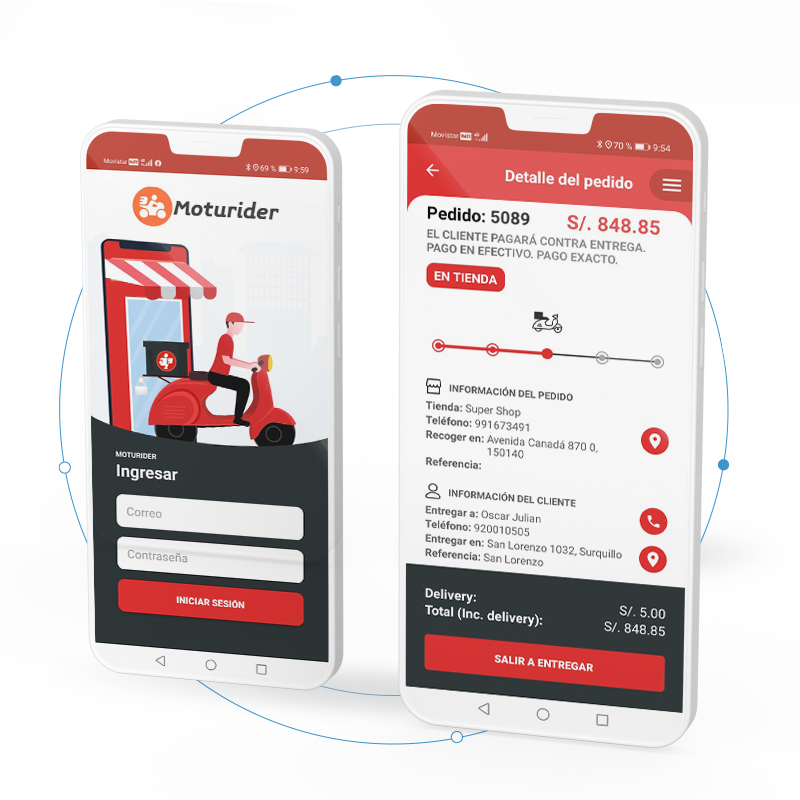 Movistar
69 %
9:59
Moturider
MOTURIDER
Ingresar
Correo
Contraseña
INICIAR SESIÓN
Movistar
70 %
9:54
Detalle del pedido
Pedido: 5089
S/. 848.85
EL CLIENTE PAGARÁ CONTRA ENTREGA.
PAGO EN EFECTIVO. PAGO EXACTO.
EN TIENDA
INFORMACIÓN DEL PEDIDO
Tienda: Super Shop
Teléfono: 991673491
Recoger en: Avenida Canadá 870 0,
150140
Referencia:
INFORMACIÓN DEL CLIENTE
Entregar a: Oscar Julian
Teléfono: 920010505
Entregar en: San Lorenzo 1032, Surquillo
Referencia: San Lorenzo
Delivery: S/. 5.00
Total (Inc. delivery): S/. 848.85
SALIR A ENTREGAR